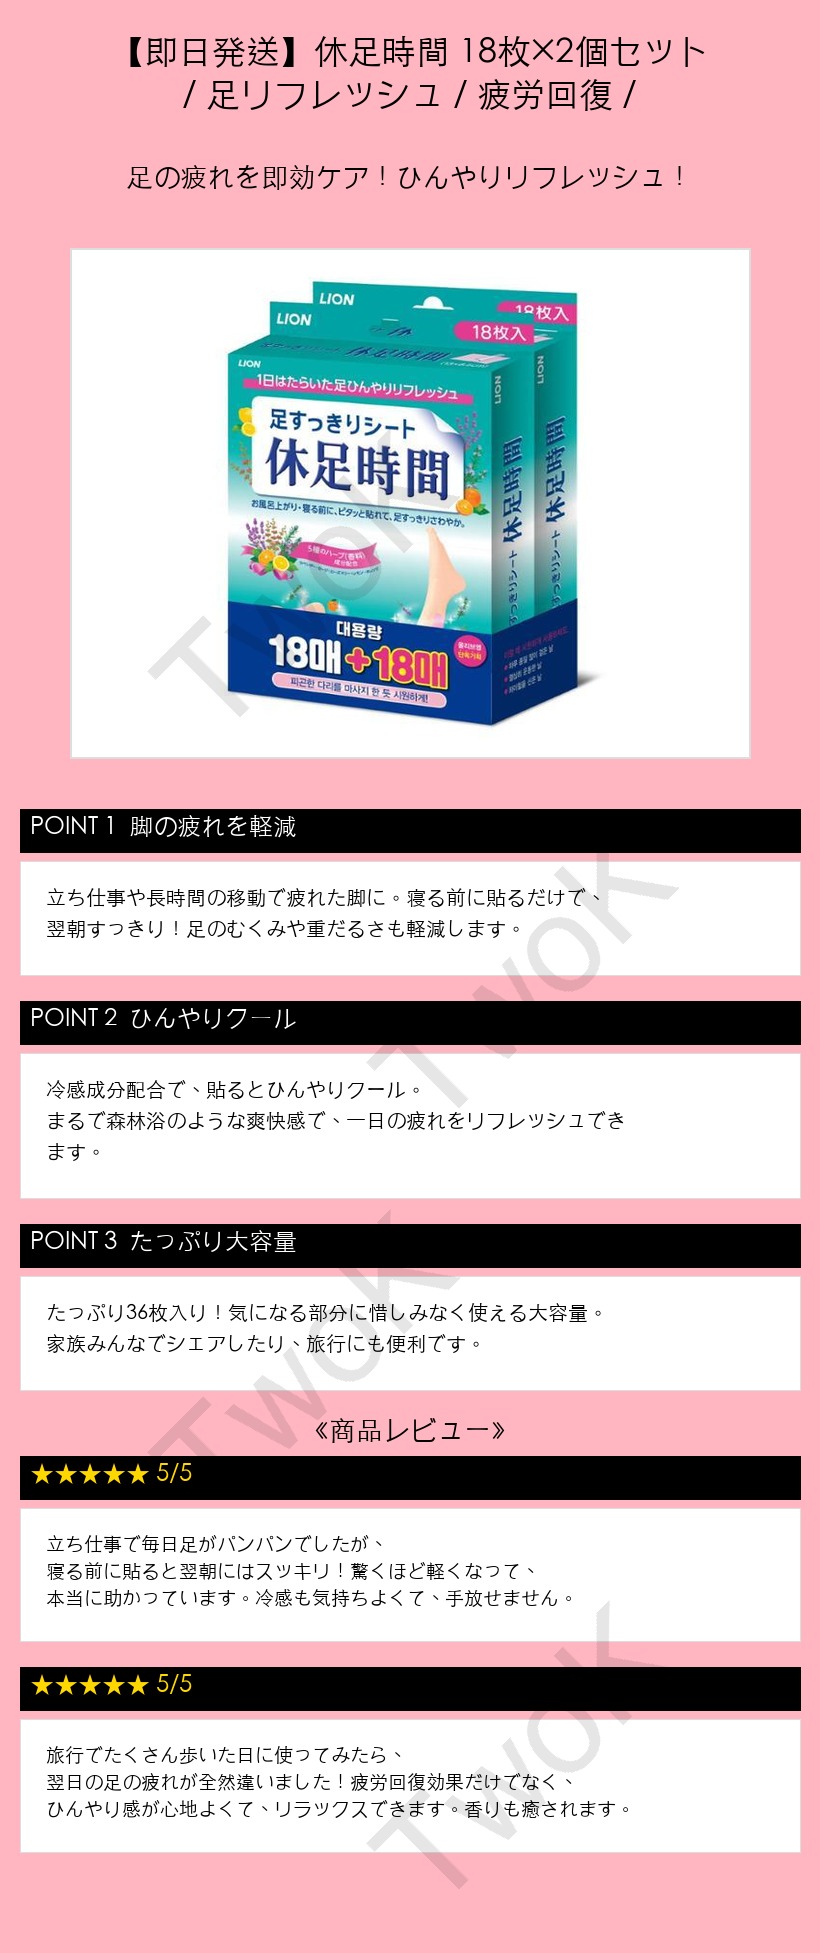 【即日発送】休足時間 18枚×2個セット
/ 足リフレッシュ / 疲労回復 /
足の疲れを即効ケア！ひんやりリフレッシュ！
LION
18枚入
LION
18枚入
LION
1日はたらいた足ひんやりリフレッシュ
足すっきりシート
休足時間
お風呂上がり・寝る前に、ピタッと貼れて、足すっきりさわやか。
5種のハーブ(香料)
成分配合
대용량
18매+18매
올리브영
단독기획
피곤한 다리를 마사지 한 듯 시원하게!
LION
足すっきりシート 休足時間
LION
休足時間
TwoK
POINT 1 脚の疲れを軽減
立ち仕事や長時間の移動で疲れた脚に。寝る前に貼るだけで、
翌朝すっきり！足のむくみや重だるさも軽減します。
TwoK
POINT 2 ひんやりクール
冷感成分配合で、貼るとひんやりクール。
まるで森林浴のような爽快感で、一日の疲れをリフレッシュでき
ます。
POINT 3 たっぷり大容量
たっぷり36枚入り！気になる部分に惜しみなく使える大容量。
家族みんなでシェアしたり、旅行にも便利です。
TwoK
《商品レビュー》
★★★★★ 5/5
立ち仕事で毎日足がパンパンでしたが、
寝る前に貼ると翌朝にはスッキリ！驚くほど軽くなって、
本当に助かっています。冷感も気持ちよくて、手放せません。
★★★★★ 5/5
旅行でたくさん歩いた日に使ってみたら、
翌日の足の疲れが全然違いました！疲労回復効果だけでなく、
ひんやり感が心地よくて、リラックスできます。香りも癒されます。
TwoK